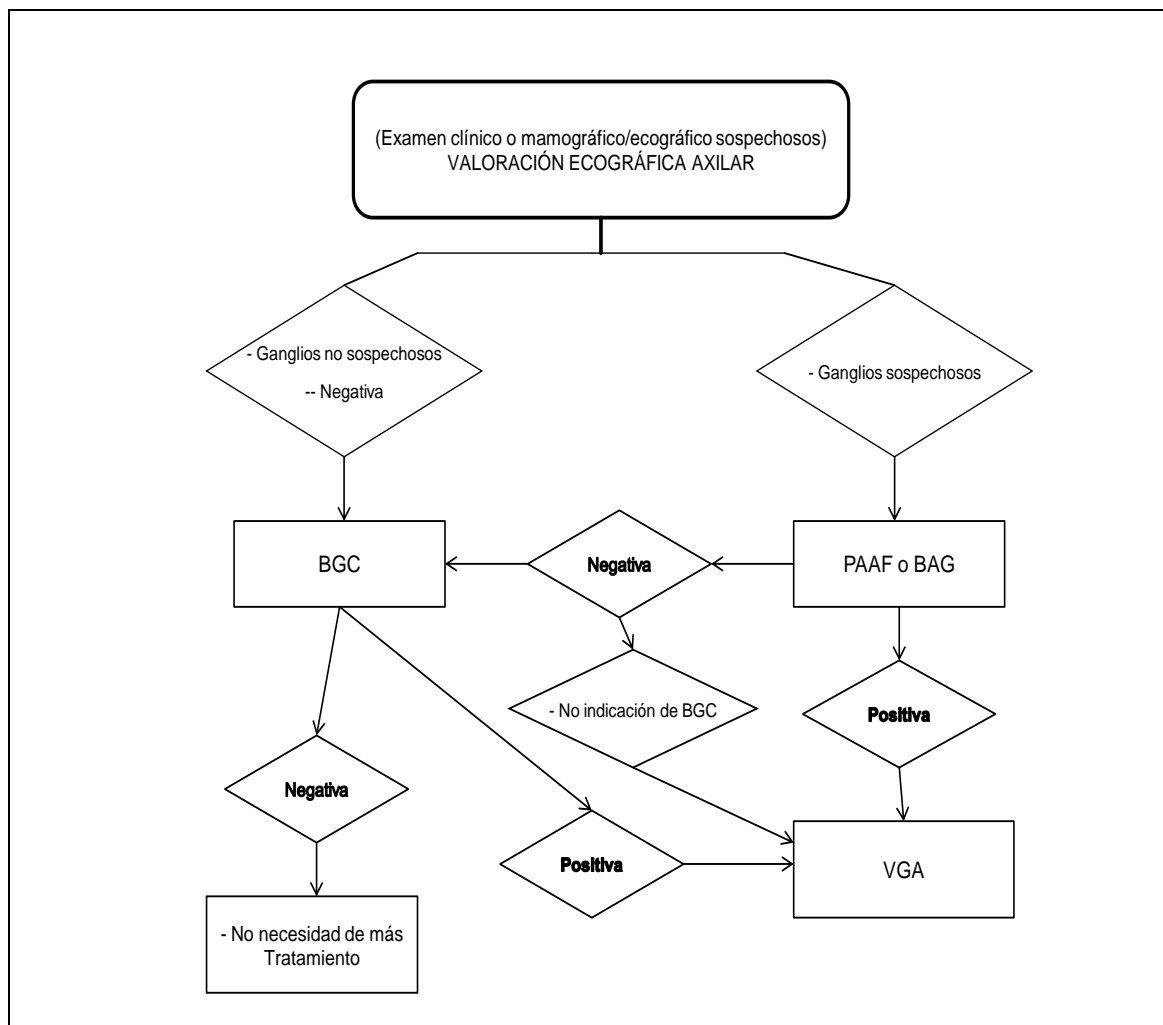 (Examen clínico o mamográfico/ecográfico sospechosos)
VALORACIÓN ECOGRÁFICA AXILAR
- Ganglios no sospechosos
-- Negativa
- Ganglios sospechosos
BGC
Negativa
PAAF o BAG
- No indicación de BGC
Positiva
Negativa
Positiva
VGA
- No necesidad de más
Tratamiento